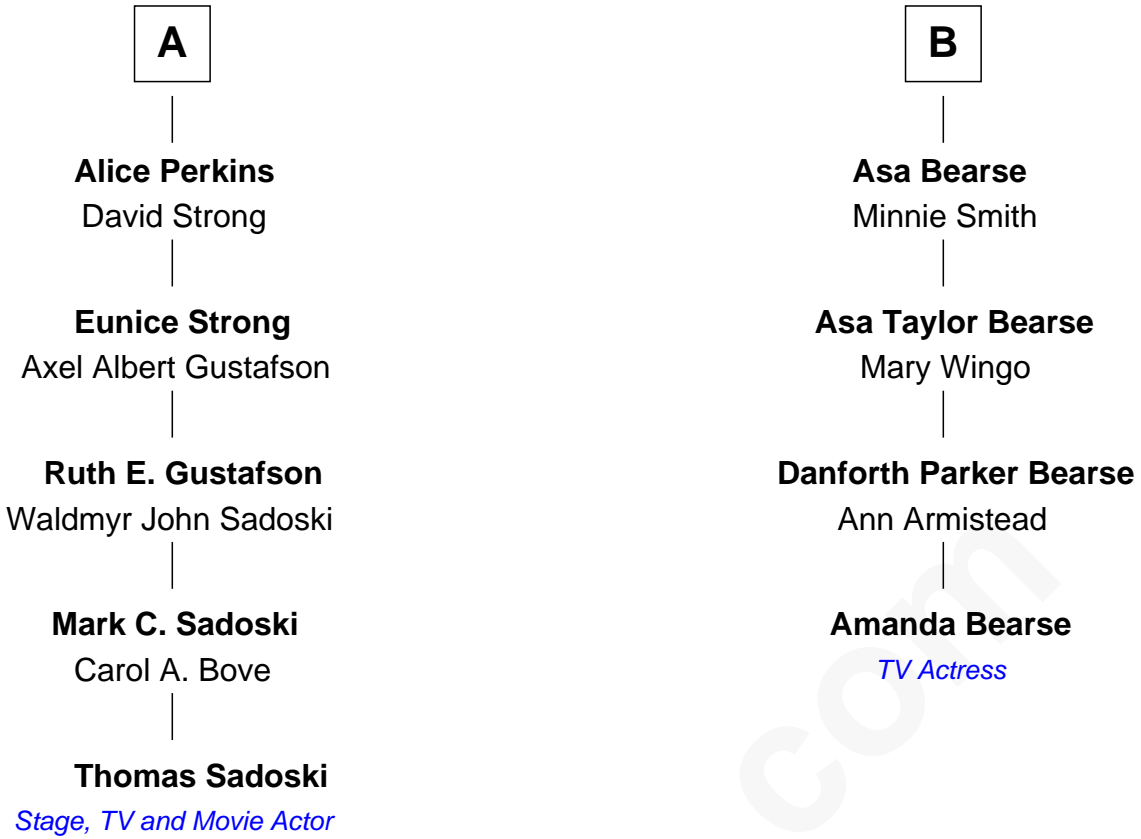 A
Alice Perkins
David Strong
Eunice Strong
Axel Albert Gustafson
Ruth E. Gustafson
Waldmyr John Sadoski
Mark C. Sadoski
Carol A. Bove
Thomas Sadoski
Stage, TV and Movie Actor
B
Asa Bearse
Minnie Smith
Asa Taylor Bearse
Mary Wingo
Danforth Parker Bearse
Ann Armistead
Amanda Bearse
TV Actress
com